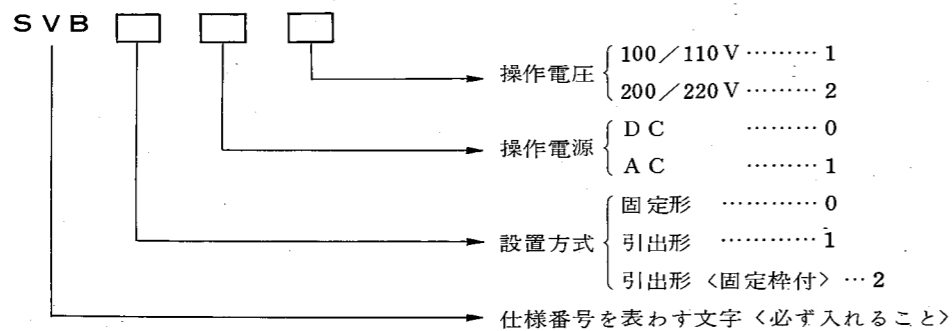 SVB □ □ □
操作電圧 { 100／110V ……… 1
200／220V ……… 2
操作電源 { DC ……… 0
AC ……… 1
設置方式 { 固定形 ………… 0
引出形 ………… 1
引出形〈固定枠付〉… 2
仕様番号を表わす文字〈必ず入れること〉